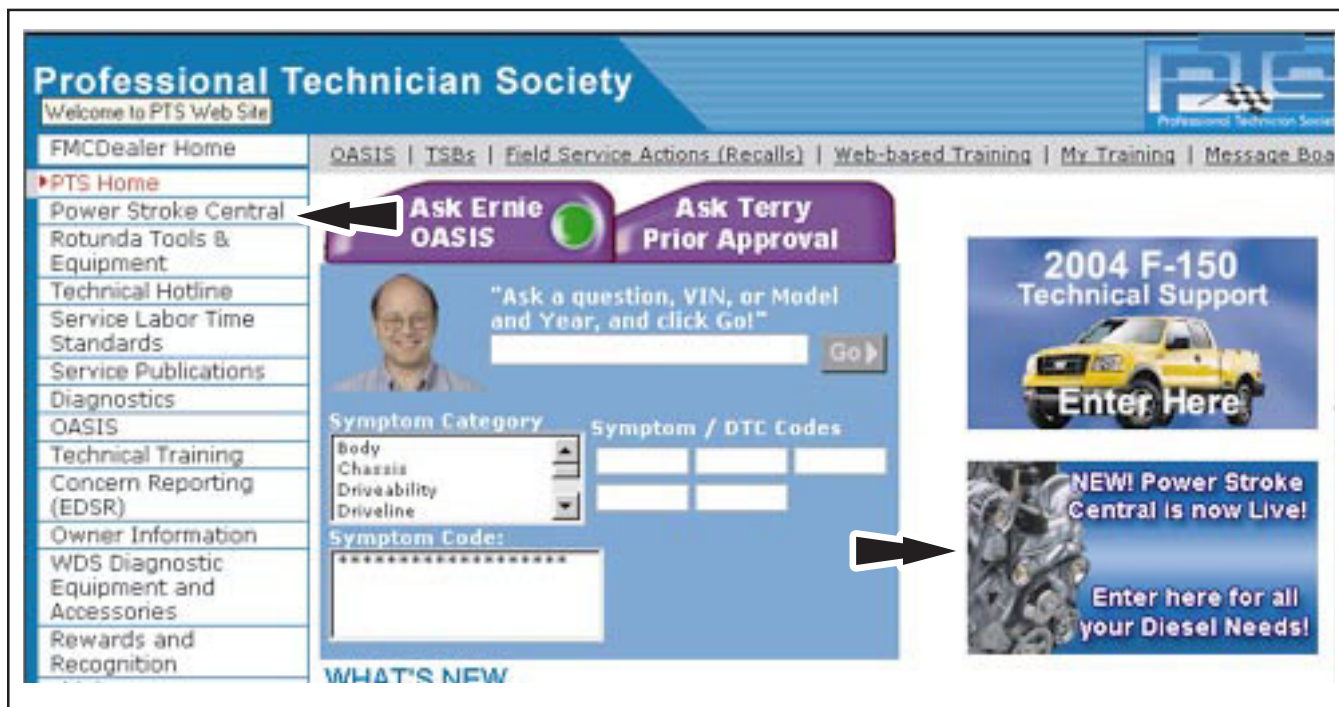 Professional Technician Society
Welcome to PTS Web Site
PTS
Professional Technician Society
FMCDealer Home
PTS Home
Power Stroke Central
Rotunda Tools &
Equipment
Technical Hotline
Service Labor Time
Standards
Service Publications
Diagnostics
OASIS
Technical Training
Concern Reporting
(EDSR)
Owner Information
WDS Diagnostic
Equipment and
Accessories
Rewards and
Recognition
OASIS | TSBs | Field Service Actions (Recalls) | Web-based Training | My Training | Message Boa
Ask Ernie
OASIS
Ask Terry
Prior Approval
"Ask a question, VIN, or Model
and Year, and click Go!"
Go
Symptom Category
Body
Chassis
Driveability
Driveline
Symptom / DTC Codes
Symptom Code:
********************
WHAT'S NEW
2004 F-150
Technical Support
Enter Here
NEW! Power Stroke
Central is now Live!
Enter here for all
your Diesel Needs!